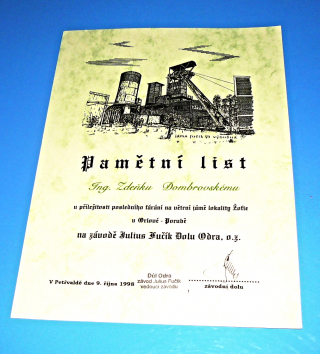 Pamětní list
Ing. Zdeňku Dombrovskému
u příležitosti posledního fárání na větrní jámě lokality Žofie
v Orlové - Porubě
na závodě Julius Fučík Dolu Odra, o.z.
V Petřvaldě dne 9. října 1998
Důl Odra
závod Julius Fučík
vedoucí závodu
závodní dolu